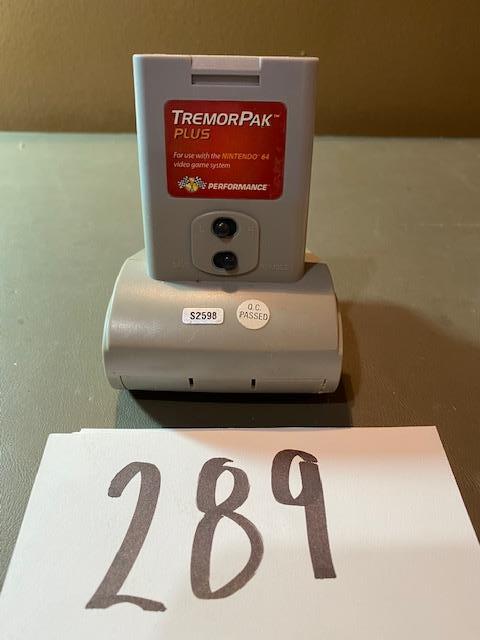 TREMORPAK™
PLUS
For use with the NINTENDO® 64
video game system
PERFORMANCE
L H
S2598
Q.C.
PASSED
289